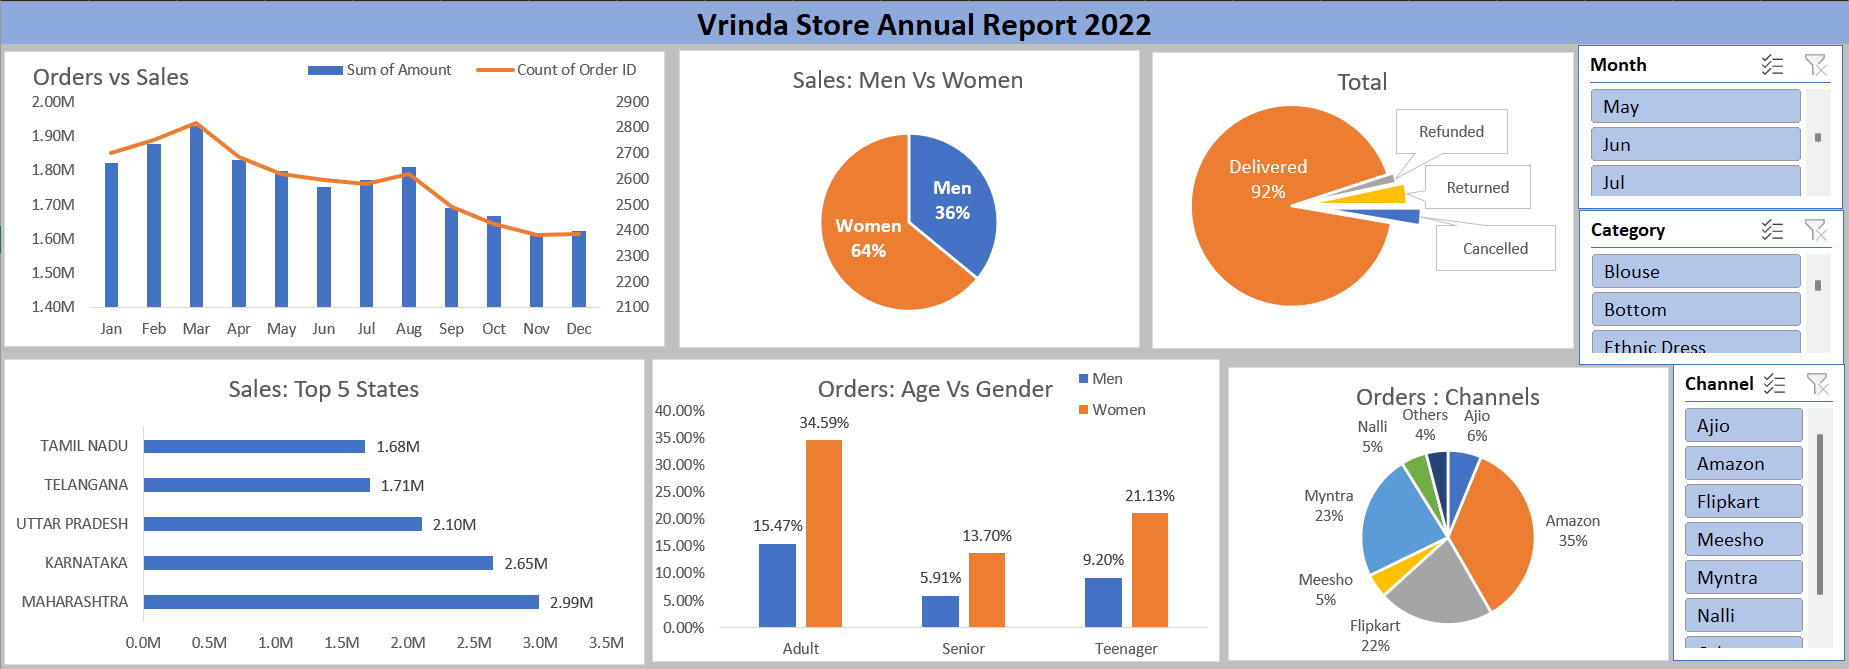 Vrinda Store Annual Report 2022
Orders vs Sales
Sum of Amount
Count of Order ID
2.00M
1.90M
1.80M
1.70M
1.60M
1.50M
1.40M
2900
2800
2700
2600
2500
2400
2300
2200
2100
Jan Feb Mar Apr May Jun Jul Aug Sep Oct Nov Dec
Sales: Men Vs Women
Men
36%
Women
64%
Total
Delivered
92%
Refunded
Returned
Cancelled
Month
May
Jun
Jul
Category
Blouse
Bottom
Ethnic Dress
Sales: Top 5 States
TAMIL NADU 1.68M
TELANGANA 1.71M
UTTAR PRADESH 2.10M
KARNATAKA 2.65M
MAHARASHTRA 2.99M
0.0M 0.5M 1.0M 1.5M 2.0M 2.5M 3.0M 3.5M
Orders: Age Vs Gender
Men
Women
40.00%
35.00%
30.00%
25.00%
20.00%
15.00%
10.00%
5.00%
0.00%
15.47%
34.59%
5.91%
13.70%
9.20%
21.13%
Adult Senior Teenager
Orders : Channels
Others
4%
Ajio
6%
Nalli
5%
Myntra
23%
Amazon
35%
Meesho
5%
Flipkart
22%
Channel
Ajio
Amazon
Flipkart
Meesho
Myntra
Nalli